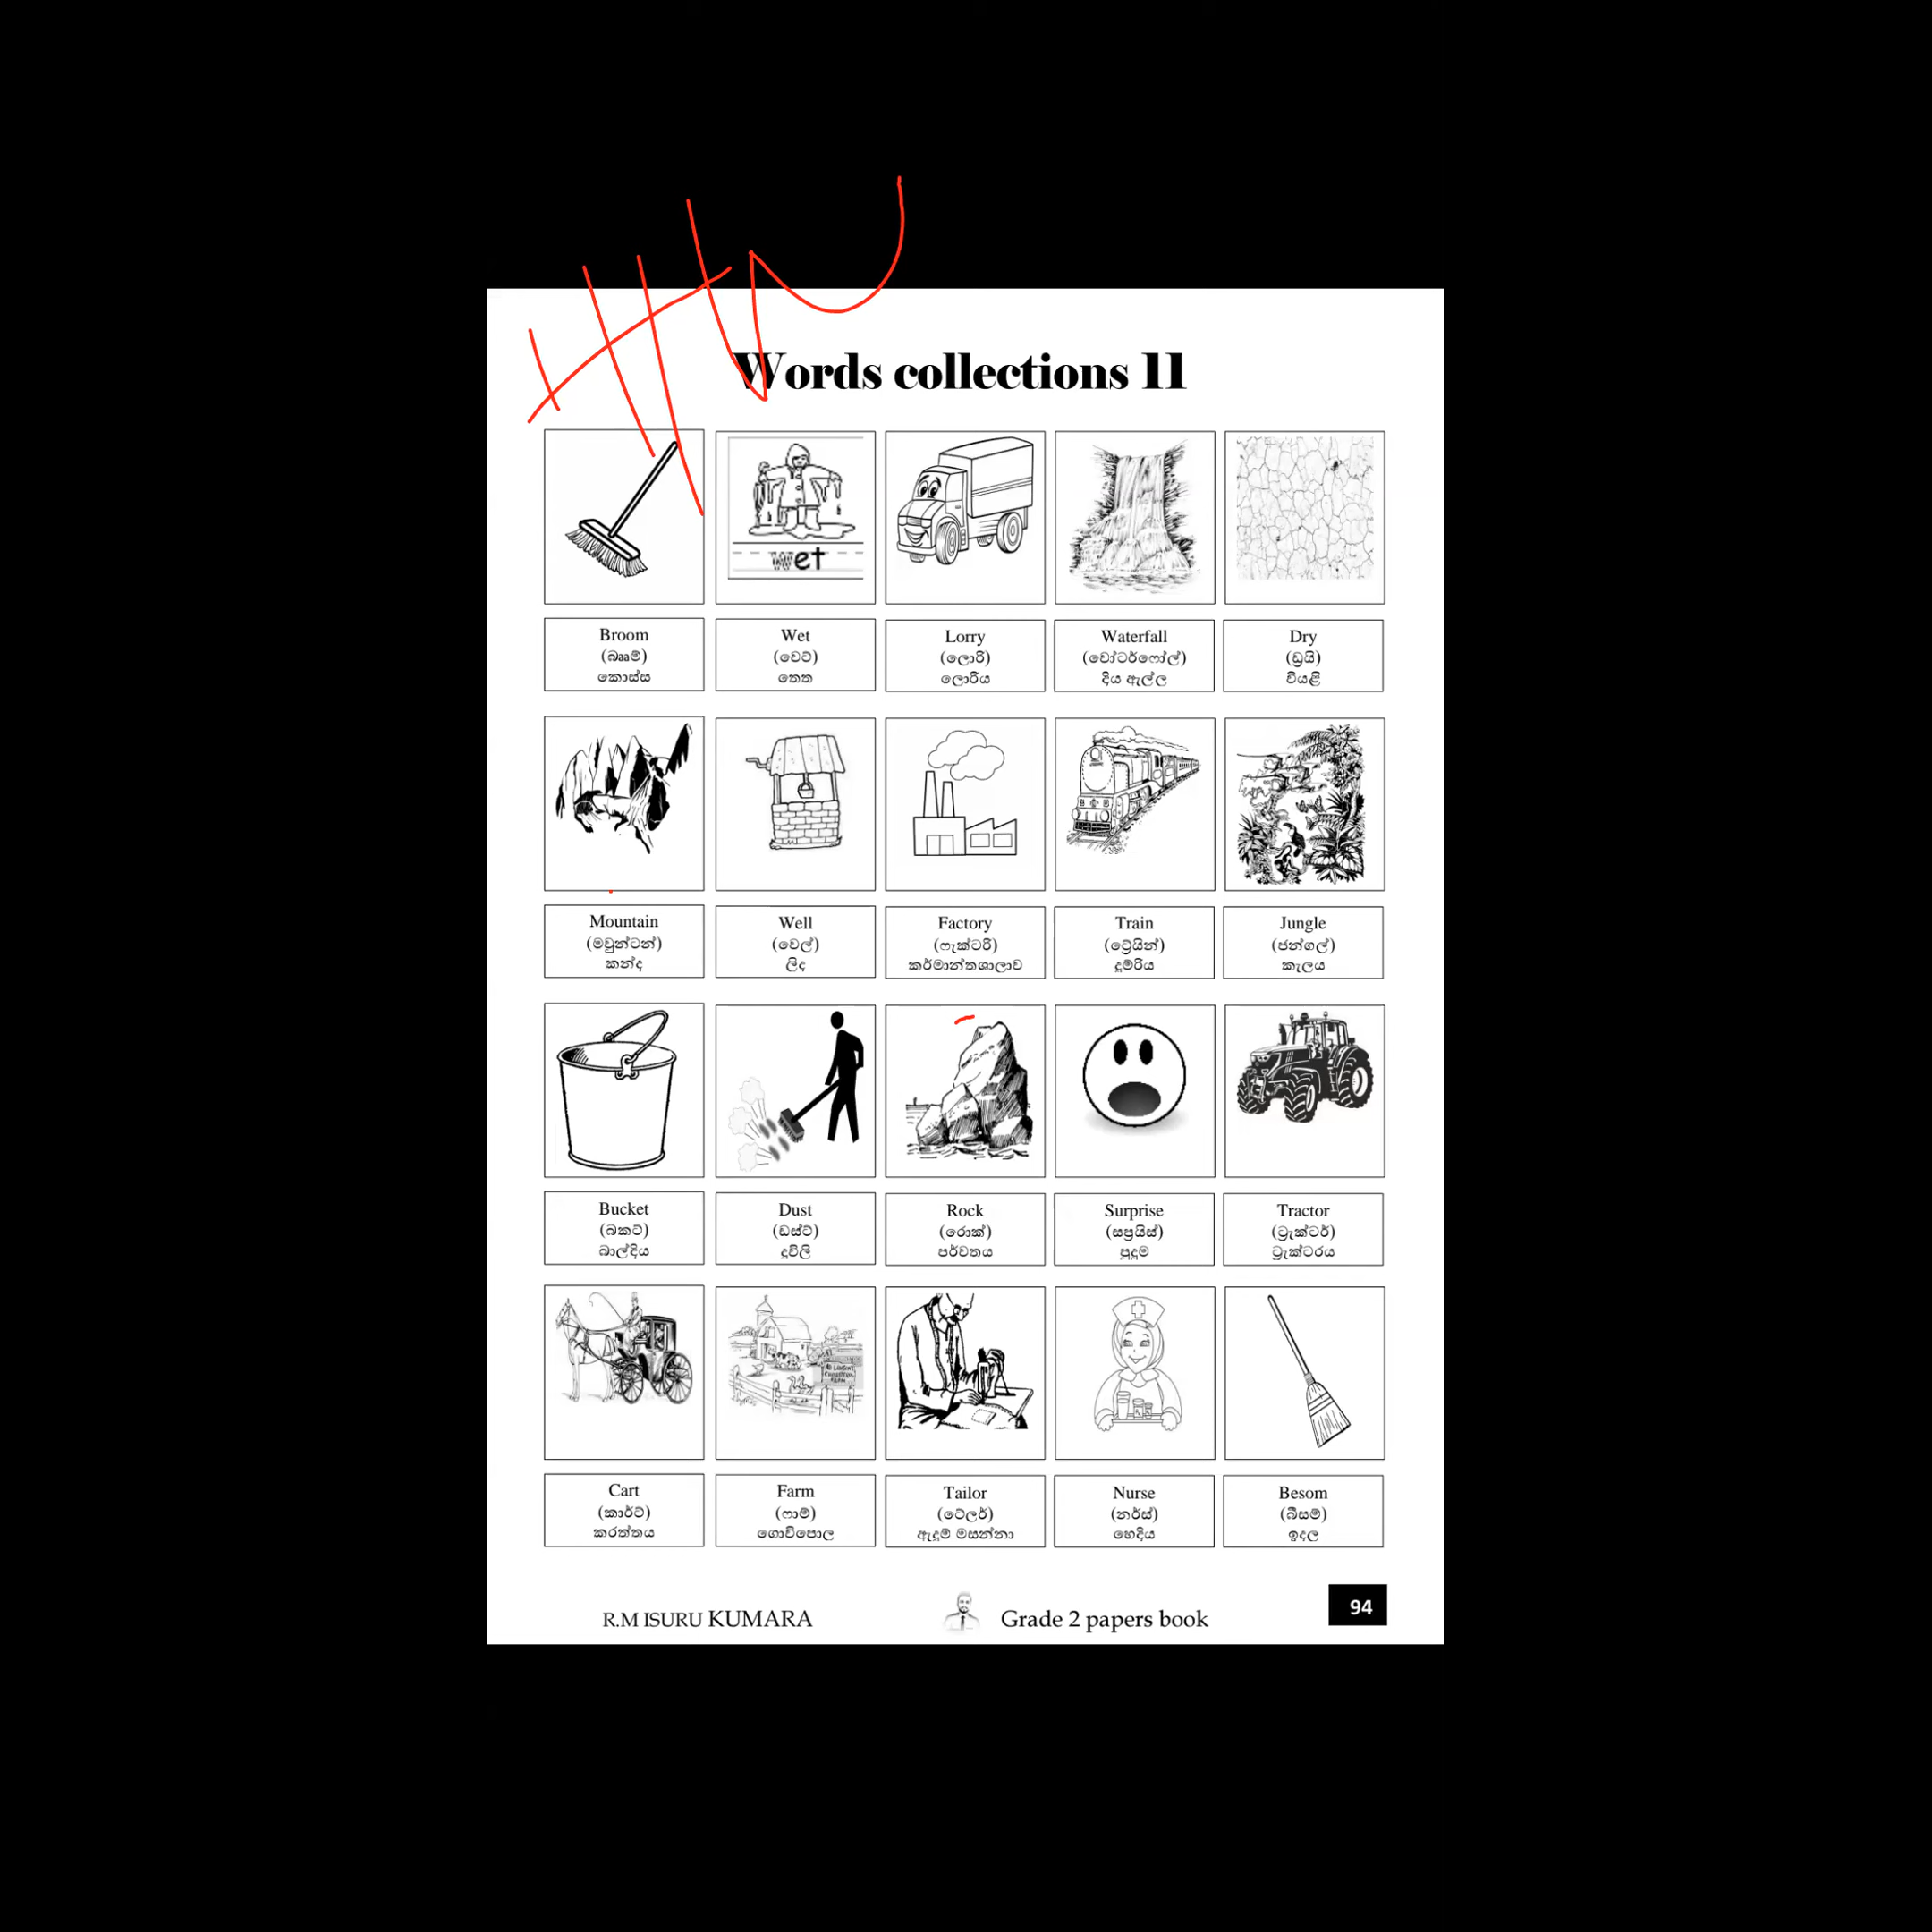 Words collections 11
wet
Broom
(බෲම්)
කොස්ස
Wet
(වෙට්)
තෙත
Lorry
(ලොරි)
ලොරිය
Waterfall
(වෝටර්ෆෝල්)
දිය ඇල්ල
Dry
(ඩ්‍රයි)
වියළි
Mountain
(මවුන්ටන්)
කන්ද
Well
(වෙල්)
ලිද
Factory
(ෆැක්ටරි)
කර්මාන්තශාලාව
Train
(ට්‍රේයින්)
දුම්රිය
Jungle
(ජන්ගල්)
කැලය
Bucket
(බකට්)
බාල්දිය
Dust
(ඩස්ට්)
දූවිලි
Rock
(රොක්)
පර්වතය
Surprise
(සප්‍රයිස්)
පුදුම
Tractor
(ට්‍රැක්ටර්)
ට්‍රැක්ටරය
Cart
(කාර්ට්)
කරත්තය
Farm
(ෆාම්)
ගොවිපොල
Tailor
(ටේලර්)
ඇදුම් මසන්නා
Nurse
(නර්ස්)
හෙදිය
Besom
(බීසම්)
ඉදල
R.M ISURU KUMARA
Grade 2 papers book
94